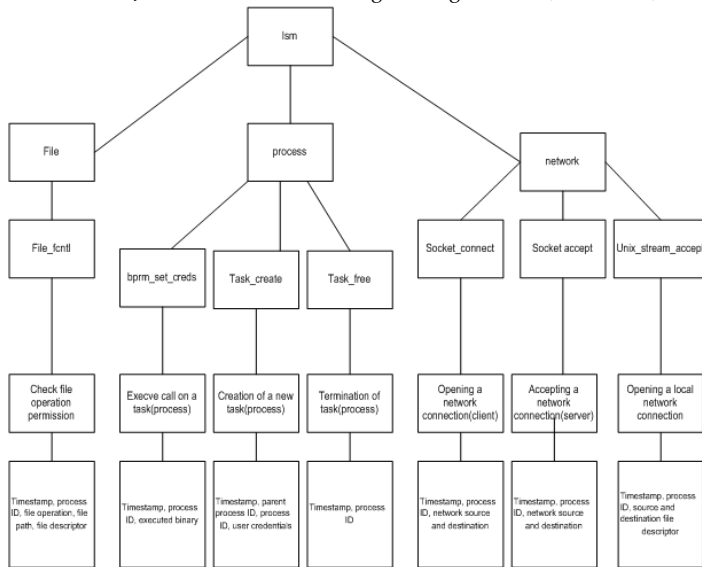 lsm
File
process
network
File_fcntl
bprm_set_creds
Task_create
Task_free
Socket_connect
Socket accept
Unix_stream_accept
Check file
operation
permission
Execve call on a
task(process)
Creation of a new
task(process)
Termination of
task(process)
Opening a
network
connection(client)
Accepting a
network
connection(server)
Opening a local
network
connection
Timestamp, process
ID, file operation, file
path, file descriptor
Timestamp, process
ID, executed binary
Timestamp, parent
process ID, process
ID, user credentials
Timestamp, process
ID
Timestamp, process
ID, network source
and destination
Timestamp, process
ID, network source
and destination
Timestamp, process
ID, source and
destination file
descriptor